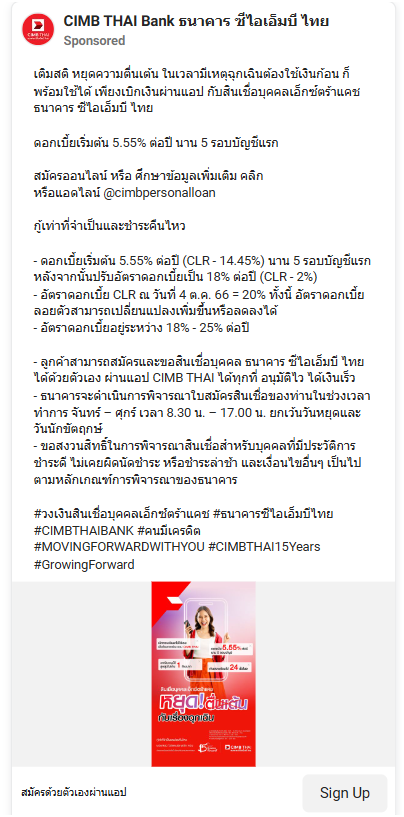 CIMB THAI Bank ธนาคาร ซีไอเอ็มบี ไทย
Sponsored
เติมสติ หยุดความตื่นเต้น ในเวลามีเหตุฉุกเฉินต้องใช้เงินก้อน ก็
พร้อมใช้ได้ เพียงเบิกเงินผ่านแอป กับสินเชื่อบุคคลเอ็กซ์ตร้าแคช
ธนาคาร ซีไอเอ็มบี ไทย
ดอกเบี้ยเริ่มต้น 5.55% ต่อปี นาน 5 รอบบัญชีแรก
สมัครออนไลน์ หรือ ศึกษาข้อมูลเพิ่มเติม คลิก
หรือแอดไลน์ @cimbpersonalloan
กู้เท่าที่จำเป็นและชำระคืนไหว
- ดอกเบี้ยเริ่มต้น 5.55% ต่อปี (CLR - 14.45%) นาน 5 รอบบัญชีแรก
หลังจากนั้นปรับอัตราดอกเบี้ยเป็น 18% ต่อปี (CLR - 2%)
- อัตราดอกเบี้ย CLR ณ วันที่ 4 ต.ค. 66 = 20% ทั้งนี้ อัตราดอกเบี้ย
ลอยตัวสามารถเปลี่ยนแปลงเพิ่มขึ้นหรือลดลงได้
- อัตราดอกเบี้ยอยู่ระหว่าง 18% - 25% ต่อปี
- ลูกค้าสามารถสมัครและขอสินเชื่อบุคคล ธนาคาร ซีไอเอ็มบี ไทย
ได้ด้วยตัวเอง ผ่านแอป CIMB THAI ได้ทุกที่ อนุมัติไว ได้เงินเร็ว
- ธนาคารจะดำเนินการพิจารณาใบสมัครสินเชื่อของท่านในช่วงเวลา
ทำการ จันทร์ – ศุกร์ เวลา 8.30 น. – 17.00 น. ยกเว้นวันหยุดและ
วันนักขัตฤกษ์
- ขอสงวนสิทธิ์ในการพิจารณาสินเชื่อสำหรับบุคคลที่มีประวัติการ
ชำระดี ไม่เคยผิดนัดชำระ หรือชำระล่าช้า และเงื่อนไขอื่นๆ เป็นไป
ตามหลักเกณฑ์การพิจารณาของธนาคาร
#วงเงินสินเชื่อบุคคลเอ็กซ์ตร้าแคช #ธนาคารซีไอเอ็มบีไทย
#CIMBTHAIBANK #คนมีเครดิต
#MOVINGFORWARDWITHYOU #CIMBTHAI15Years
#GrowingForward
5.55%
24
สินเชื่อบุคคลเอ็กซ์ตร้าแคช
หยุด!ตื่นเต้น
กับเรื่องฉุกเฉิน
CIMB THAI
สมัครด้วยตัวเองผ่านแอป
Sign Up